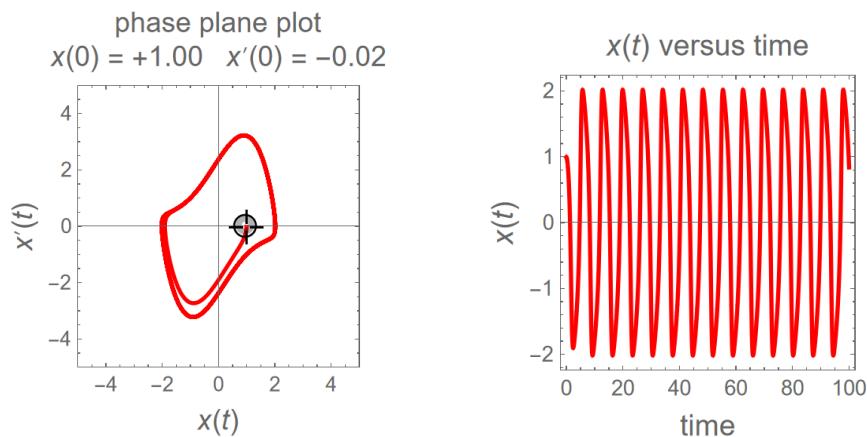 phase plane plot
x(0) = +1.00 x′(0) = −0.02
4
2
0
−2
−4
x′(t)
−4 −2 0 2 4
x(t)
x(t) versus time
2
1
0
−1
−2
x(t)
0 20 40 60 80 100
time